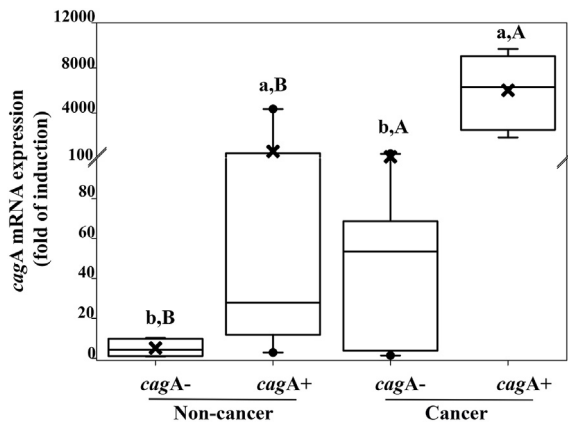 cagA mRNA expression
(fold of induction)
12000
8000
4000
100
80
60
40
20
0
b,B
a,B
b,A
a,A
cagA-
cagA+
cagA-
cagA+
Non-cancer
Cancer